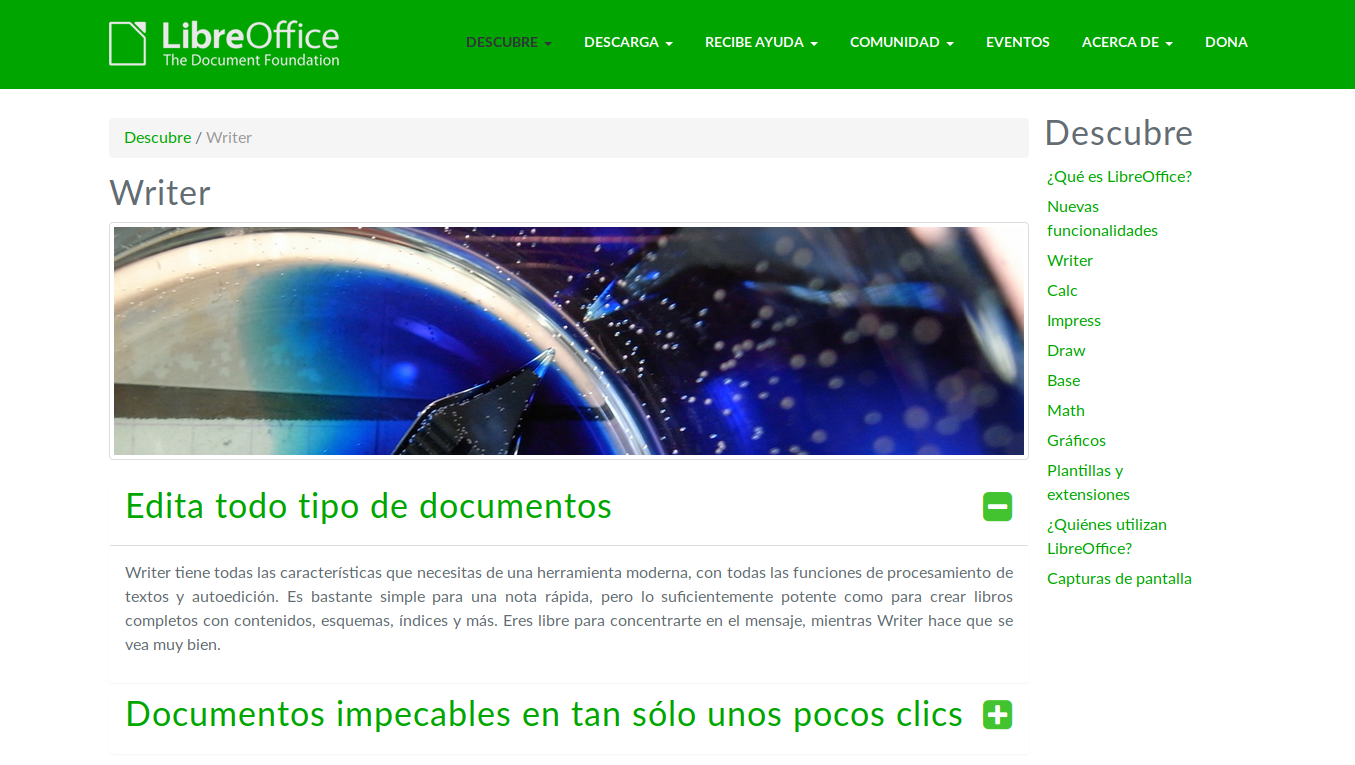 LibreOffice
The Document Foundation
DESCUBRE
DESCARGA
RECIBE AYUDA
COMUNIDAD
EVENTOS
ACERCA DE
DONA
Descubre / Writer
Writer
Edita todo tipo de documentos
Writer tiene todas las características que necesitas de una herramienta moderna, con todas las funciones de procesamiento de
textos y autoedición. Es bastante simple para una nota rápida, pero lo suficientemente potente como para crear libros
completos con contenidos, esquemas, índices y más. Eres libre para concentrarte en el mensaje, mientras Writer hace que se
vea muy bien.
Documentos impecables en tan sólo unos pocos clics
Descubre
¿Qué es LibreOffice?
Nuevas
funcionalidades
Writer
Calc
Impress
Draw
Base
Math
Gráficos
Plantillas y
extensiones
¿Quiénes utilizan
LibreOffice?
Capturas de pantalla